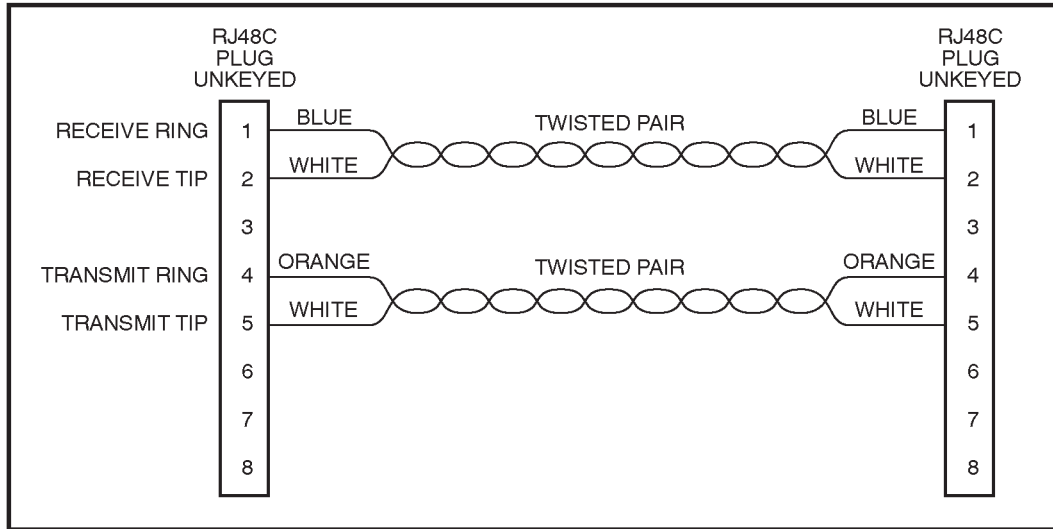 RJ48C
PLUG
UNKEYED
RJ48C
PLUG
UNKEYED
RECEIVE RING 1 BLUE TWISTED PAIR BLUE 1
RECEIVE TIP 2 WHITE WHITE 2
3 3
TRANSMIT RING 4 ORANGE TWISTED PAIR ORANGE 4
TRANSMIT TIP 5 WHITE WHITE 5
6 6
7 7
8 8